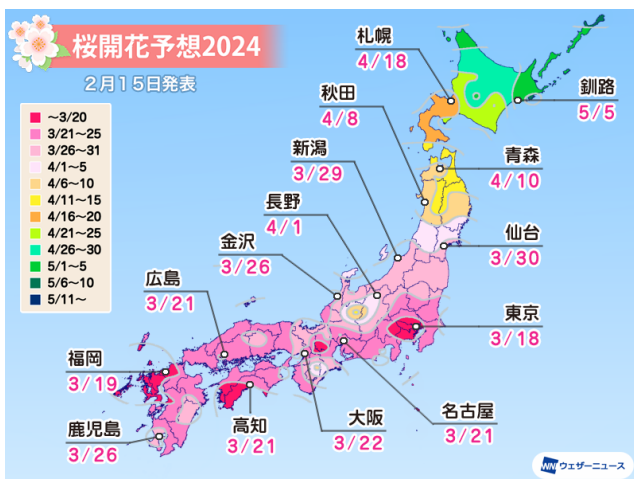 桜開花予想2024
2月15日発表
～3/20
3/21～25
3/26～31
4/1～5
4/6～10
4/11～15
4/16～20
4/21～25
4/26～30
5/1～5
5/6～10
5/11～
札幌
4/18
釧路
5/5
秋田
4/8
青森
4/10
新潟
3/29
長野
4/1
仙台
3/30
金沢
3/26
広島
3/21
東京
3/18
福岡
3/19
名古屋
3/21
大阪
3/22
高知
3/21
鹿児島
3/26
WNI ウェザーニュース